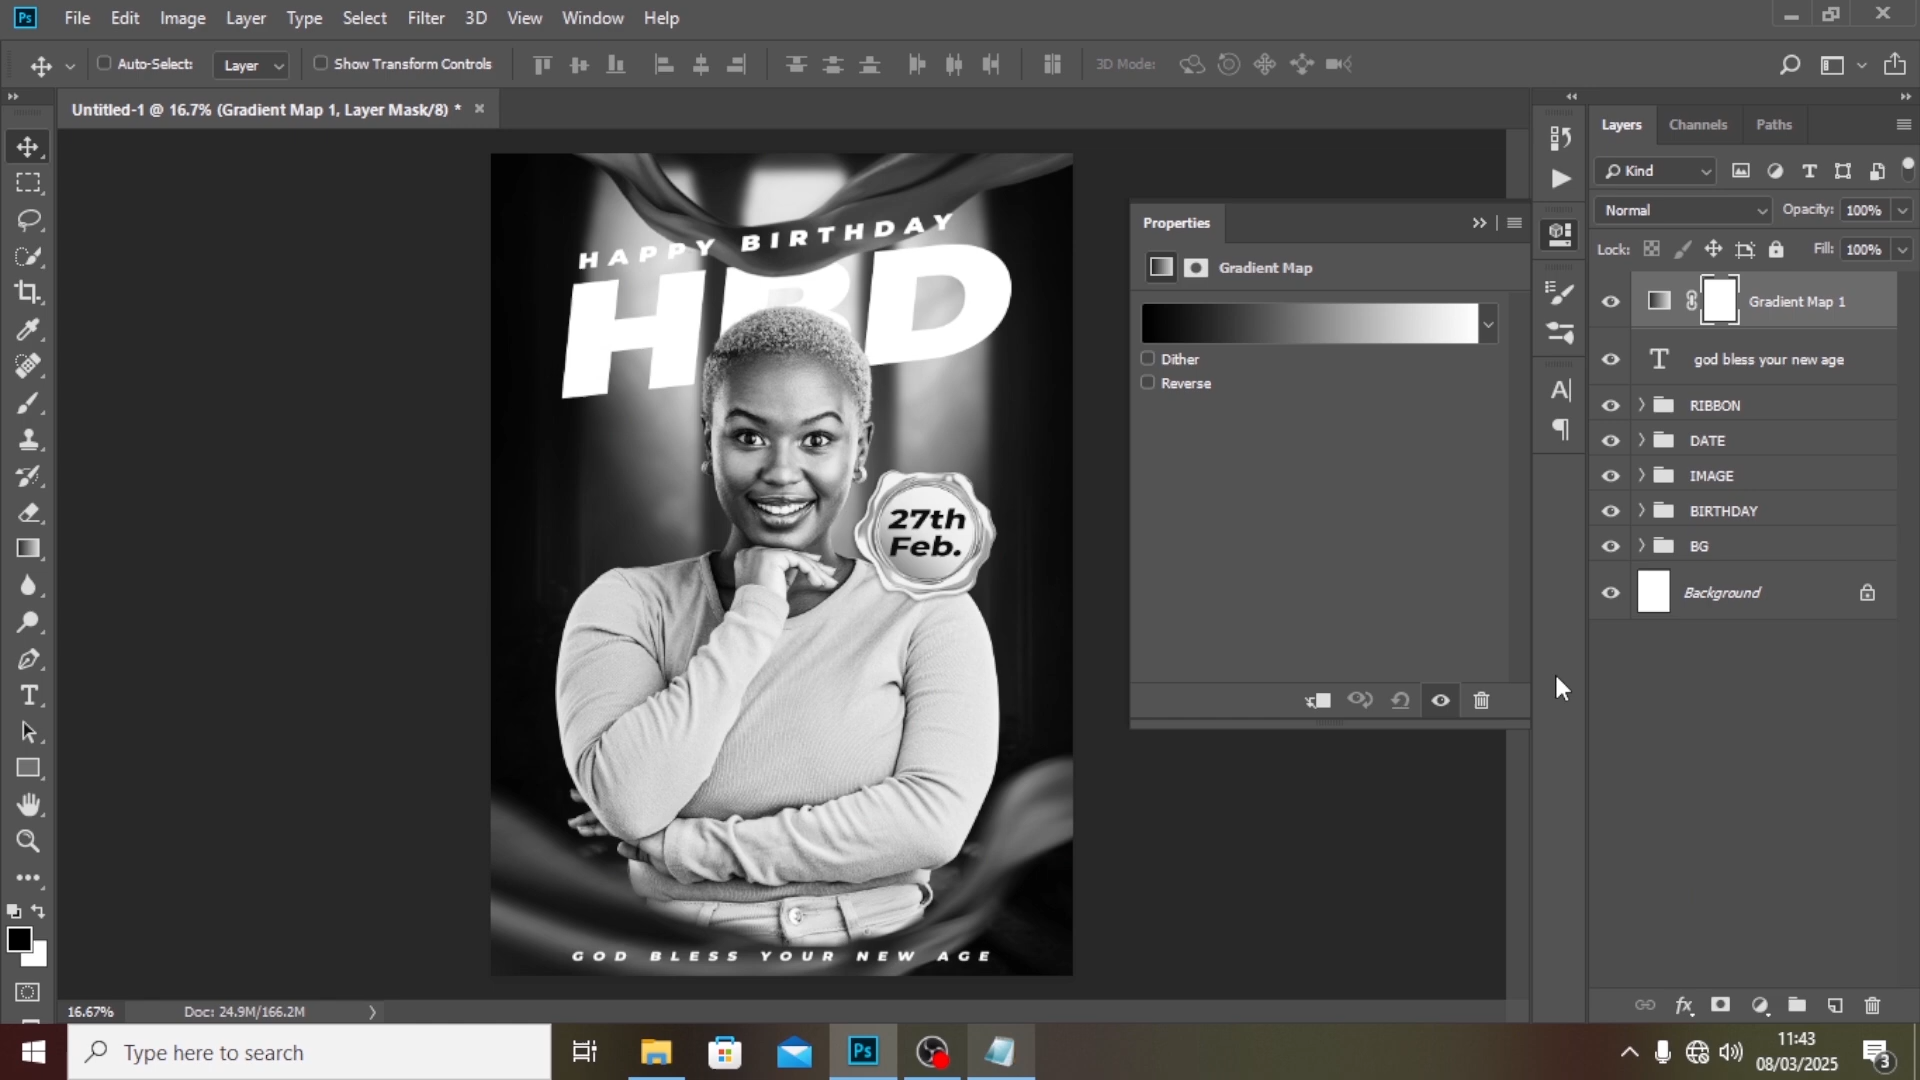 Ps
File Edit Image Layer Type Select Filter 3D View Window Help
Auto-Select: Layer Show Transform Controls 3D Mode:
Untitled-1 @ 16.7% (Gradient Map 1, Layer Mask/8) *
HAPPY BIRTHDAY
HBD
27th
Feb.
GOD BLESS YOUR NEW AGE
Properties
Gradient Map
Dither
Reverse
Layers Channels Paths
Kind
Normal Opacity: 100%
Lock: Fill: 100%
Gradient Map 1
god bless your new age
RIBBON
DATE
IMAGE
BIRTHDAY
BG
Background
fx
16.67% Doc: 24.9M/166.2M
Type here to search
Ps
11:43
08/03/2025
3